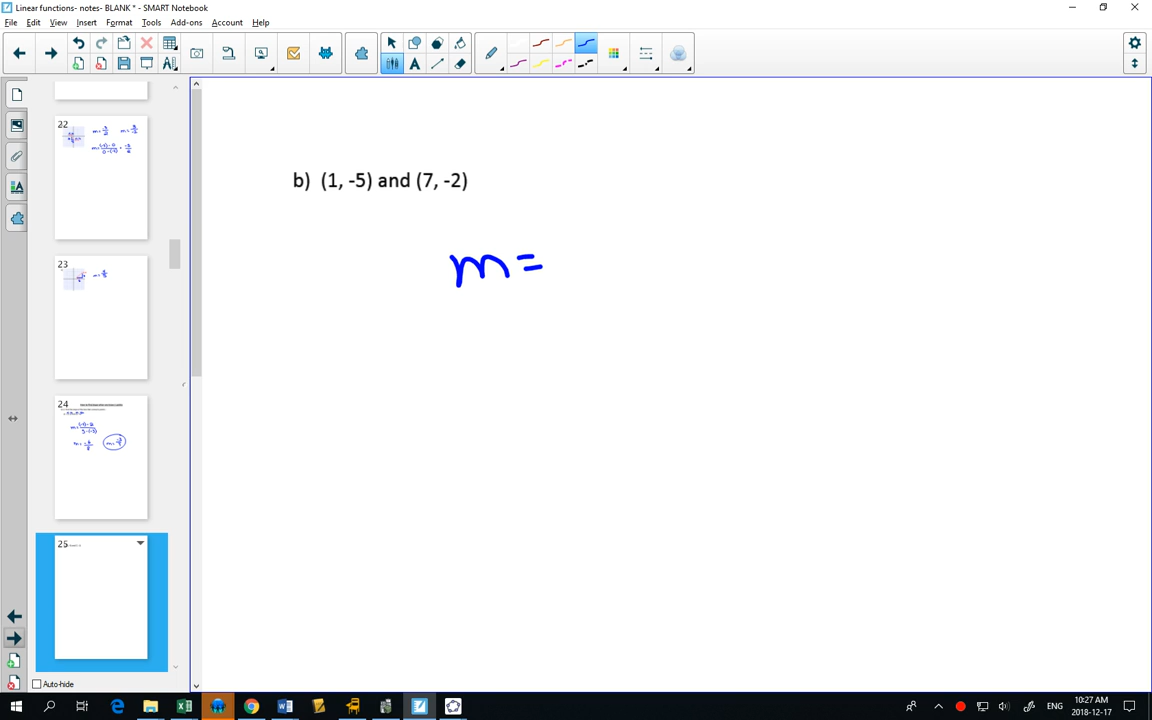 Linear functions- notes- BLANK * - SMART Notebook
File Edit View Insert Format Tools Add-ons Account Help
22
23
24
25
b) (1, -5) and (7, -2)
m =
Auto-hide
ENG
10:27 AM
2018-12-17